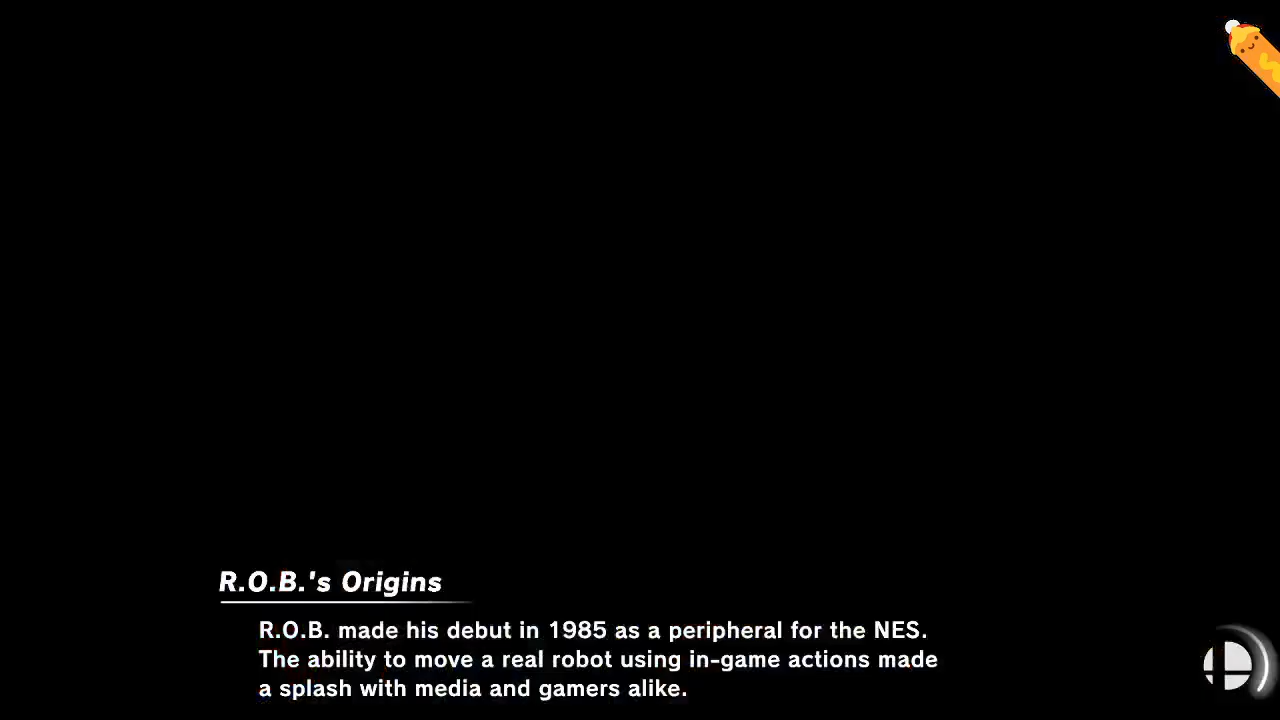 R.O.B.'s Origins
R.O.B. made his debut in 1985 as a peripheral for the NES.
The ability to move a real robot using in-game actions made
a splash with media and gamers alike.